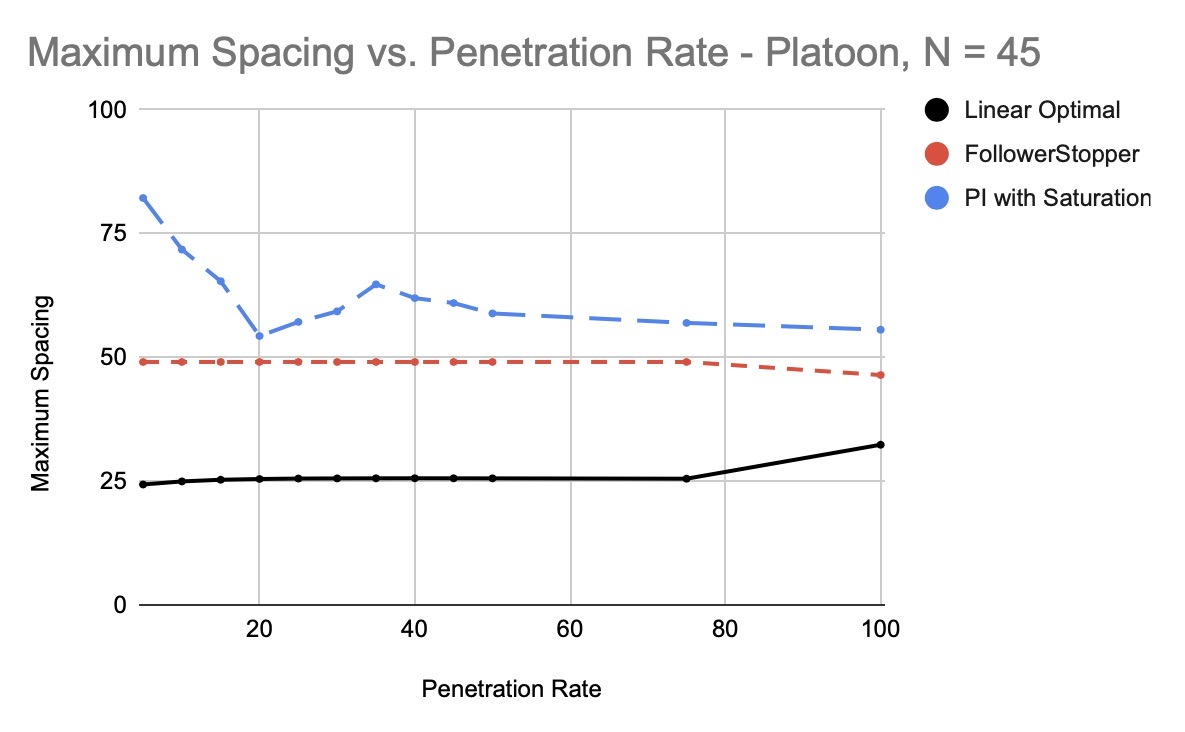 Maximum Spacing vs. Penetration Rate - Platoon, N = 45
Linear Optimal
FollowerStopper
PI with Saturation
Maximum Spacing
100
75
50
25
0
20 40 60 80 100
Penetration Rate